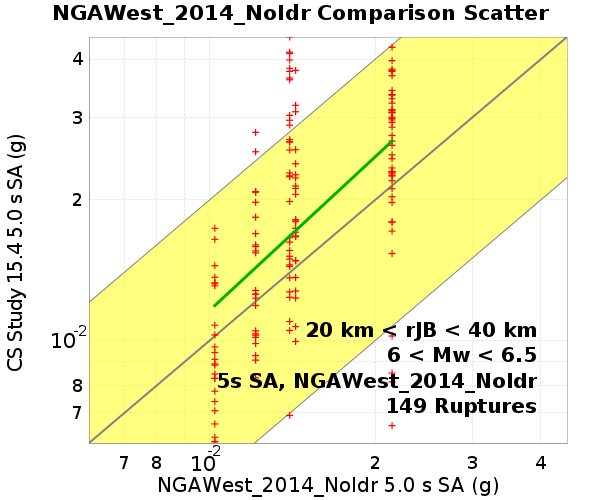 NGAWest_2014_NoIdr Comparison Scatter
CS Study 15.4 5.0 s SA (g)
4
3
2
10-2
8
7
20 km < rJB < 40 km
6 < Mw < 6.5
5s SA, NGAWest_2014_NoIdr
149 Ruptures
7 8 10-2 2 3 4
NGAWest_2014_NoIdr 5.0 s SA (g)